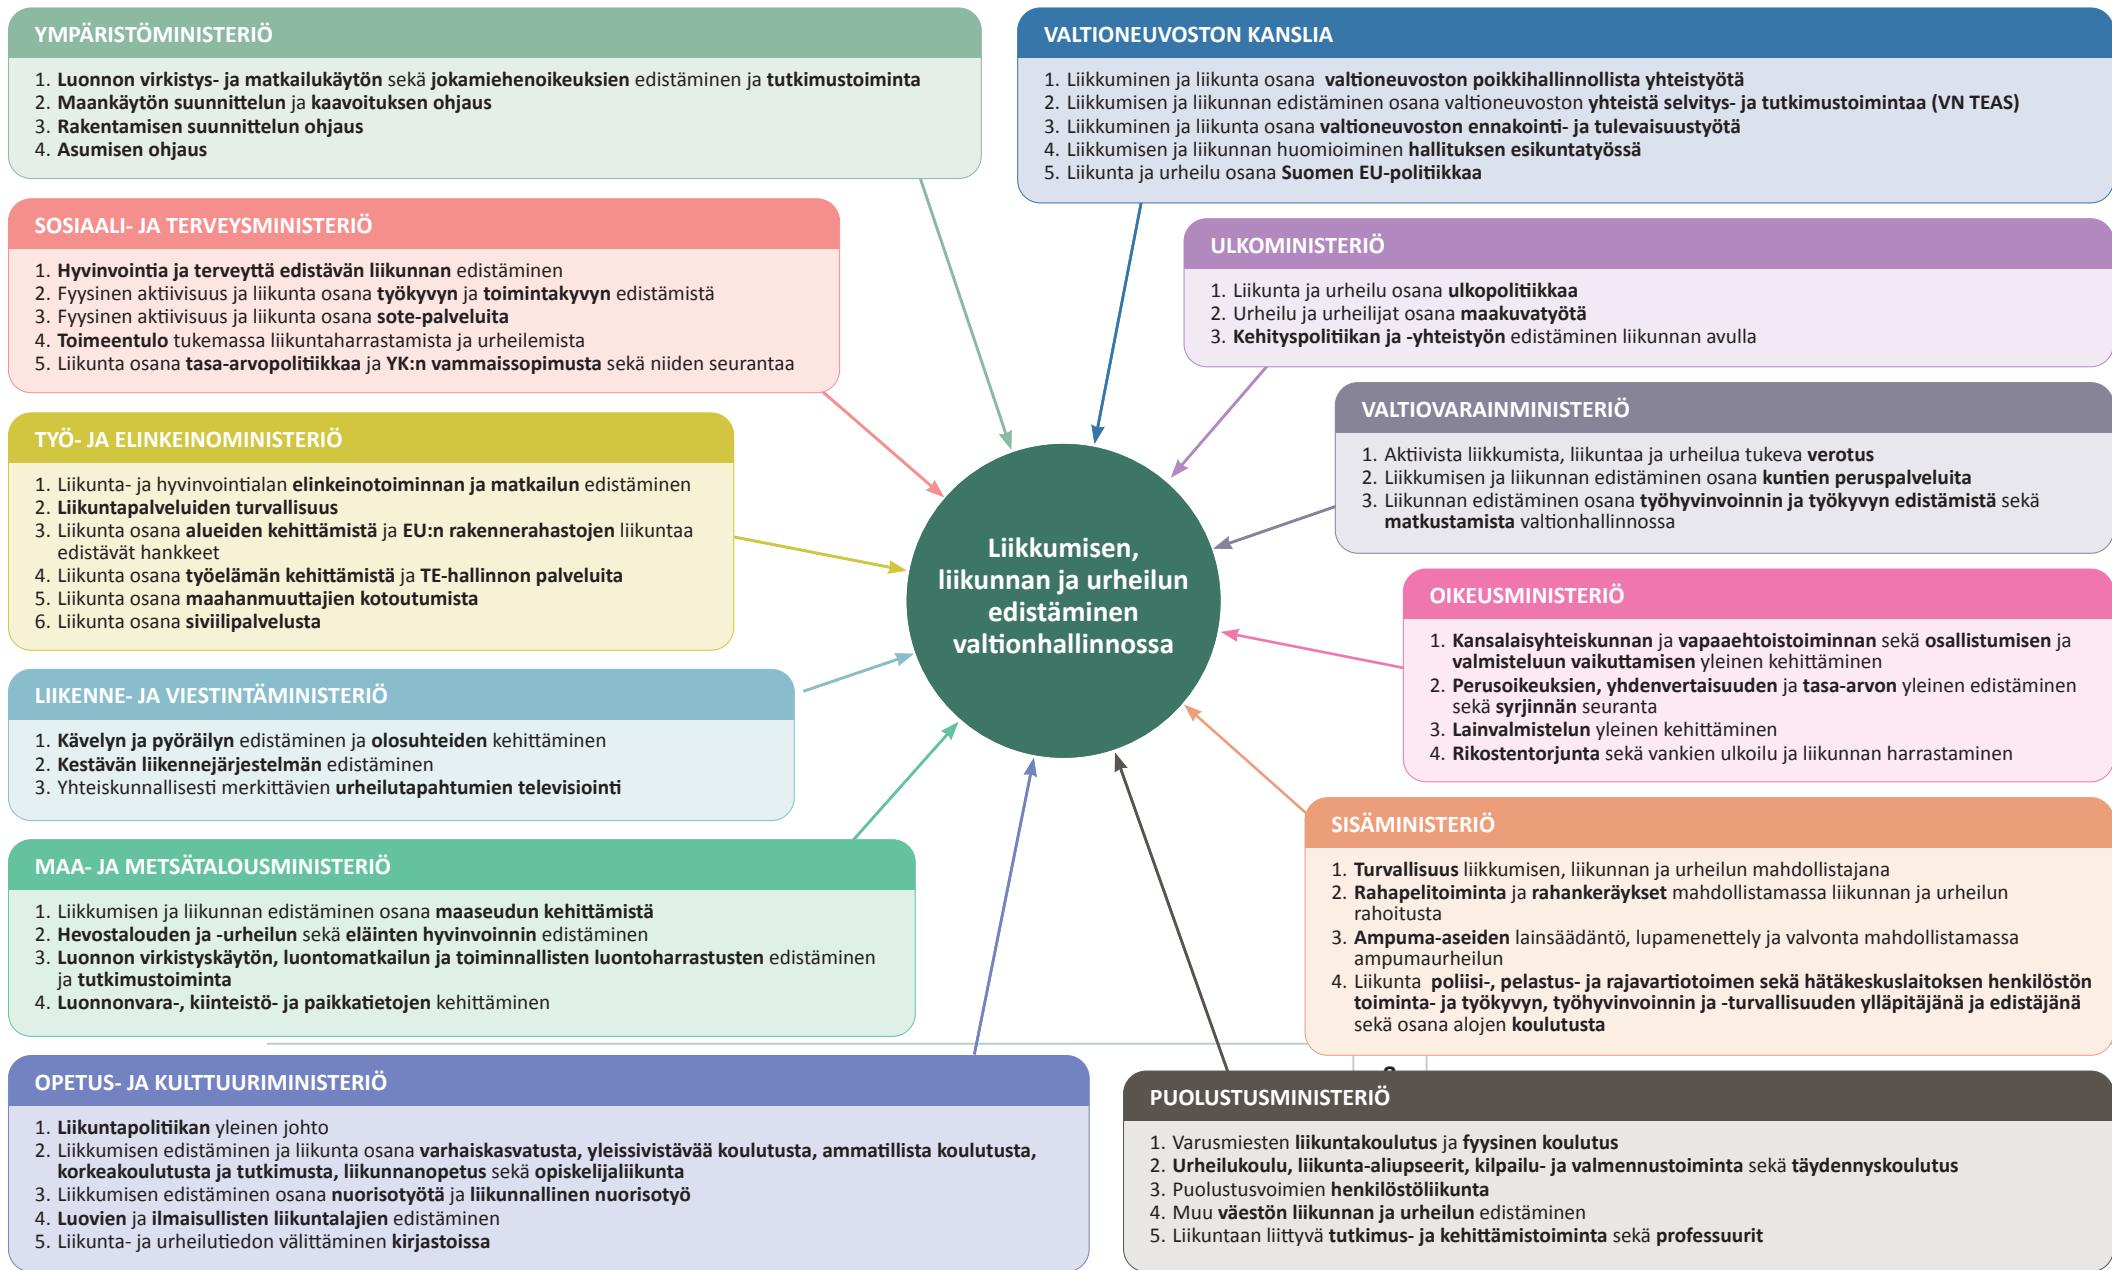 YMPÄRISTÖMINISTERIÖ
1. Luonnon virkistys- ja matkailukäytön sekä jokamiehenoikeuksien edistäminen ja tutkimustoiminta
2. Maankäytön suunnittelun ja kaavoituksen ohjaus
3. Rakentamisen suunnittelun ohjaus
4. Asumisen ohjaus
SOSIAALI- JA TERVEYSMINISTERIÖ
1. Hyvinvointia ja terveyttä edistävän liikunnan edistäminen
2. Fyysinen aktiivisuus ja liikunta osana työkyvyn ja toimintakyvyn edistämistä
3. Fyysinen aktiivisuus ja liikunta osana sote-palveluita
4. Toimeentulo tukemassa liikuntaharrastamista ja urheilemista
5. Liikunta osana tasa-arvopolitiikkaa ja YK:n vammaissopimusta sekä niiden seurantaa
TYÖ- JA ELINKEINOMINISTERIÖ
1. Liikunta- ja hyvinvointialan elinkeinotoiminnan ja matkailun edistäminen
2. Liikuntapalveluiden turvallisuus
3. Liikunta osana alueiden kehittämistä ja EU:n rakennerahastojen liikuntaa
edistävät hankkeet
4. Liikunta osana työelämän kehittämistä ja TE-hallinnon palveluita
5. Liikunta osana maahanmuuttajien kotoutumista
6. Liikunta osana siviilipalvelusta
LIIKENNE- JA VIESTINTÄMINISTERIÖ
1. Kävelyn ja pyöräilyn edistäminen ja olosuhteiden kehittäminen
2. Kestävän liikennejärjestelmän edistäminen
3. Yhteiskunnallisesti merkittävien urheilutapahtumien televisiointi
MAA- JA METSÄTALOUSMINISTERIÖ
1. Liikkumisen ja liikunnan edistäminen osana maaseudun kehittämistä
2. Hevostalouden ja -urheilun sekä eläinten hyvinvoinnin edistäminen
3. Luonnon virkistyskäytön, luontomatkailun ja toiminnallisten luontoharrastusten edistäminen
ja tutkimustoiminta
4. Luonnonvara-, kiinteistö- ja paikkatietojen kehittäminen
OPETUS- JA KULTTUURIMINISTERIÖ
1. Liikuntapolitiikan yleinen johto
2. Liikkumisen edistäminen ja liikunta osana varhaiskasvatusta, yleissivistävää koulutusta, ammatillista koulutusta,
korkeakoulutusta ja tutkimusta, liikunnanopetus sekä opiskelijaliikunta
3. Liikkumisen edistäminen osana nuorisotyötä ja liikunnallinen nuorisotyö
4. Luovien ja ilmaisullisten liikuntalajien edistäminen
5. Liikunta- ja urheilutiedon välittäminen kirjastoissa
Liikkumisen,
liikunnan ja urheilun
edistäminen
valtionhallinnossa
VALTIONEUVOSTON KANSLIA
1. Liikkuminen ja liikunta osana valtioneuvoston poikkihallinnollista yhteistyötä
2. Liikkumisen ja liikunnan edistäminen osana valtioneuvoston yhteistä selvitys- ja tutkimustoimintaa (VN TEAS)
3. Liikkuminen ja liikunta osana valtioneuvoston ennakointi- ja tulevaisuustyötä
4. Liikkumisen ja liikunnan huomioiminen hallituksen esikuntatyössä
5. Liikunta ja urheilu osana Suomen EU-politiikkaa
ULKOMINISTERIÖ
1. Liikunta ja urheilu osana ulkopolitiikkaa
2. Urheilu ja urheilijat osana maakuvatyötä
3. Kehityspolitiikan ja -yhteistyön edistäminen liikunnan avulla
VALTIOVARAINMINISTERIÖ
1. Aktiivista liikkumista, liikuntaa ja urheilua tukeva verotus
2. Liikkumisen ja liikunnan edistäminen osana kuntien peruspalveluita
3. Liikunnan edistäminen osana työhyvinvoinnin ja työkyvyn edistämistä sekä
matkustamista valtionhallinnossa
OIKEUSMINISTERIÖ
1. Kansalaisyhteiskunnan ja vapaaehtoistoiminnan sekä osallistumisen ja
valmisteluun vaikuttamisen yleinen kehittäminen
2. Perusoikeuksien, yhdenvertaisuuden ja tasa-arvon yleinen edistäminen
sekä syrjinnän seuranta
3. Lainvalmistelun yleinen kehittäminen
4. Rikostentorjunta sekä vankien ulkoilu ja liikunnan harrastaminen
SISÄMINISTERIÖ
1. Turvallisuus liikkumisen, liikunnan ja urheilun mahdollistajana
2. Rahapelitoiminta ja rahankeräykset mahdollistamassa liikunnan ja urheilun
rahoitusta
3. Ampuma-aseiden lainsäädäntö, lupamenettely ja valvonta mahdollistamassa
ampumaurheilun
4. Liikunta poliisi-, pelastus- ja rajavartiotoimen sekä hätäkeskuslaitoksen henkilöstön
toiminta- ja työkyvyn, työhyvinvoinnin ja -turvallisuuden ylläpitäjänä ja edistäjänä
sekä osana alojen koulutusta
PUOLUSTUSMINISTERIÖ
1. Varusmiesten liikuntakoulutus ja fyysinen koulutus
2. Urheilukoulu, liikunta-aliupseerit, kilpailu- ja valmennustoiminta sekä täydennyskoulutus
3. Puolustusvoimien henkilöstöliikunta
4. Muu väestön liikunnan ja urheilun edistäminen
5. Liikuntaan liittyvä tutkimus- ja kehittämistoiminta sekä professuurit